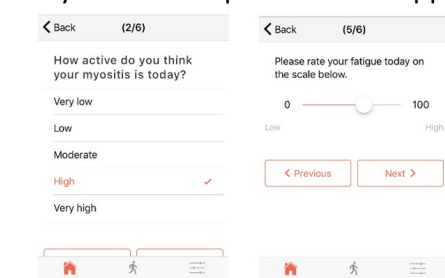 Back
(2/6)
How active do you think
your myositis is today?
Very low
Low
Moderate
High
Very high
Back
(5/6)
Please rate your fatigue today on
the scale below.
0
100
Low
High
Previous
Next